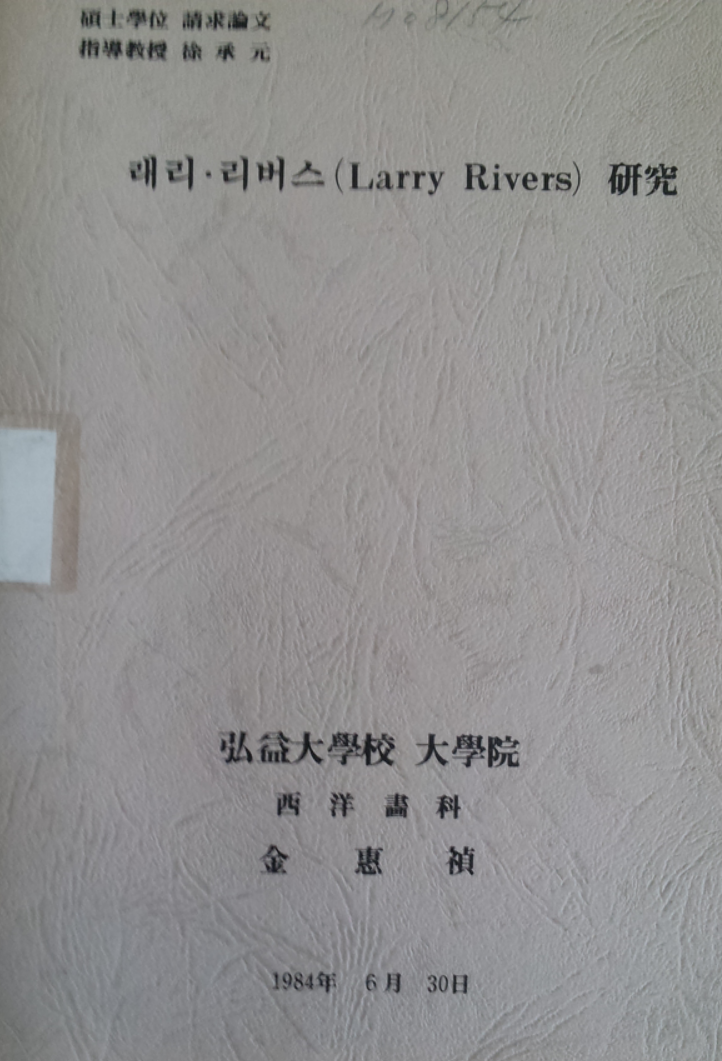 碩士學位 請求論文
指導教授 徐承元
래리·리버스(Larry Rivers) 研究
弘益大學校 大學院
西洋畵科
金惠禎
1984年 6月 30日